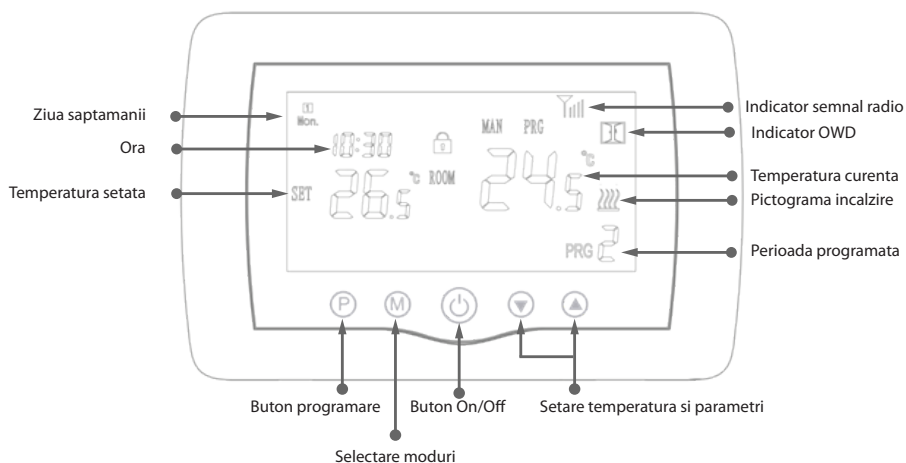 Ziua saptamanii
Ora
Temperatura setata
1
Mon.
10:30
SET 26.5 °C ROOM
MAN PRG
24.5 °C
PRG 2
Indicator semnal radio
Indicator OWD
Temperatura curenta
Pictograma incalzire
Perioada programata
P M
Buton programare
Buton On/Off
Setare temperatura si parametri
Selectare moduri